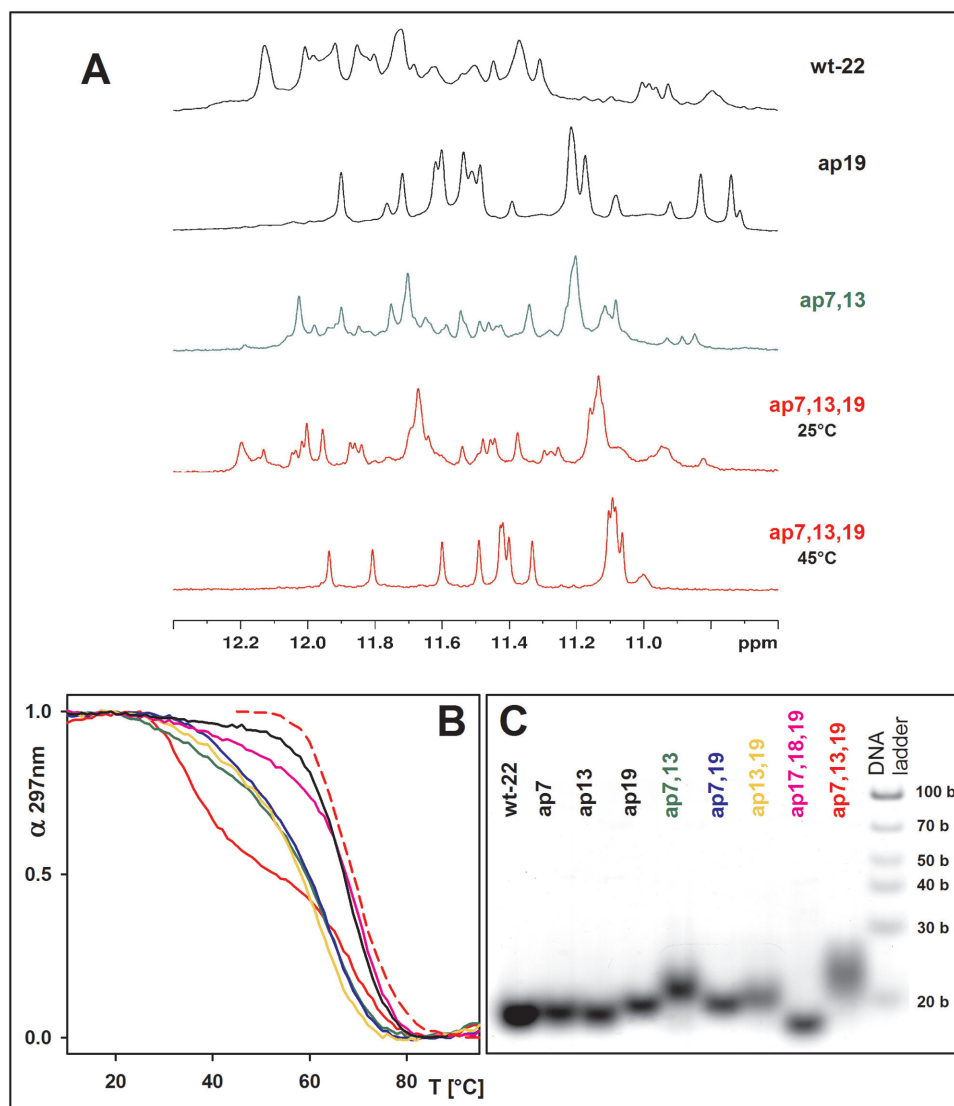 A
wt-22
ap19
ap7,13
ap7,13,19
25°C
ap7,13,19
45°C
12.2 12.0 11.8 11.6 11.4 11.2 11.0 ppm
B
1.0
0.5
0.0
α 297nm
20 40 60 80 T [°C]
C
wt-22
ap7
ap13
ap19
ap7,13
ap7,19
ap13,19
ap17,18,19
ap7,13,19
DNA
ladder
100 b
70 b
50 b
40 b
30 b
20 b